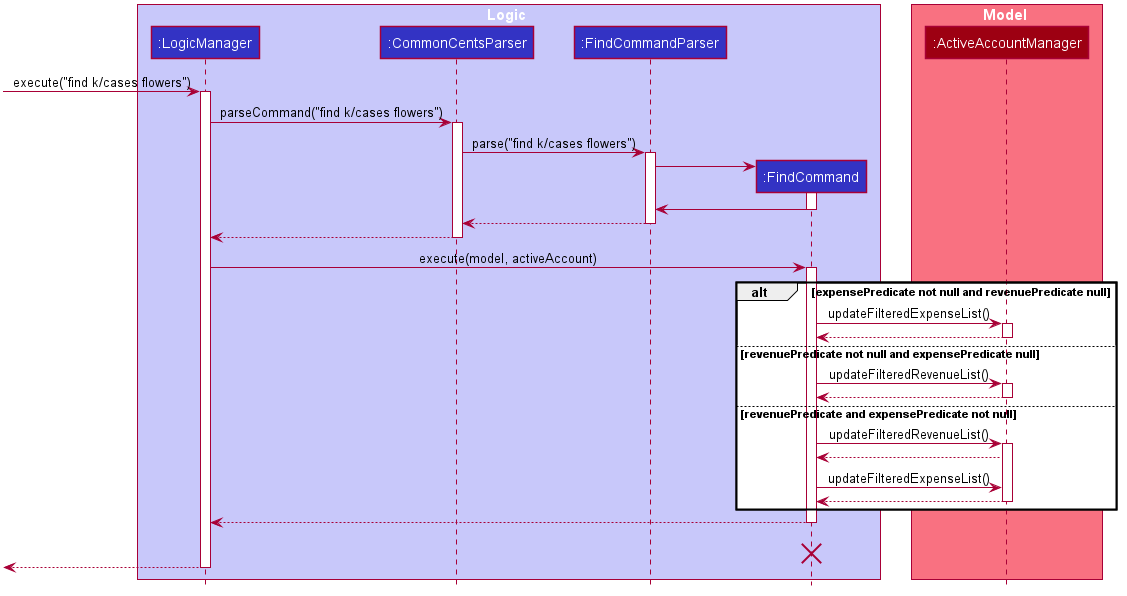 Logic
Model
:LogicManager
:CommonCentsParser
:FindCommandParser
:ActiveAccountManager
execute("find k/cases flowers")
parseCommand("find k/cases flowers")
parse("find k/cases flowers")
:FindCommand
execute(model, activeAccount)
alt
[expensePredicate not null and revenuePredicate null]
updateFilteredExpenseList()
[revenuePredicate not null and expensePredicate null]
updateFilteredRevenueList()
[revenuePredicate and expensePredicate not null]
updateFilteredRevenueList()
updateFilteredExpenseList()